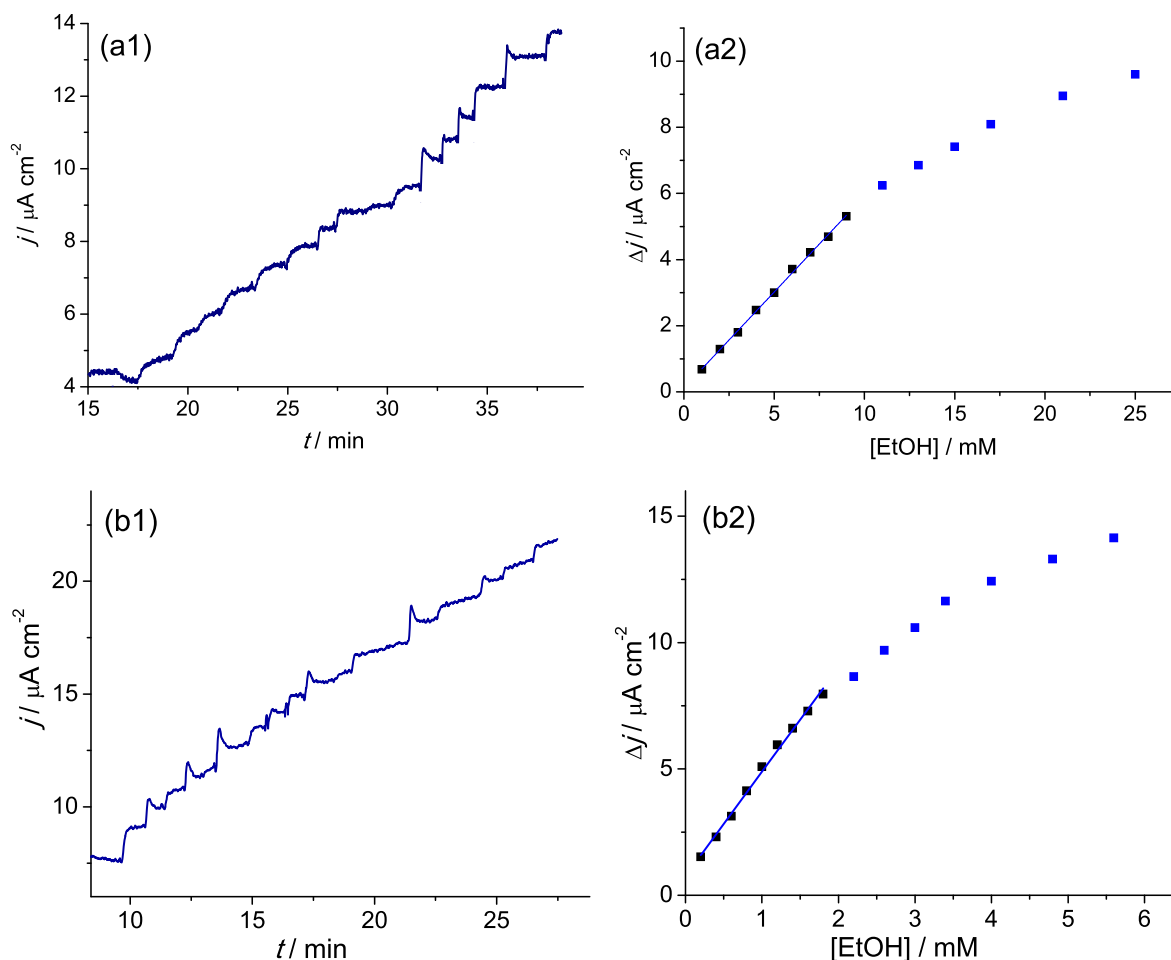 (a1)
14
12
10
8
6
4
j / μA cm-2
15 20 25 30 35
t / min
(a2)
10
8
6
4
2
0
Δj / μA cm-2
0 5 10 15 20 25
[EtOH] / mM
(b1)
20
15
10
j / μA cm-2
10 15 20 25
t / min
(b2)
15
10
5
0
Δj / μA cm-2
0 1 2 3 4 5 6
[EtOH] / mM